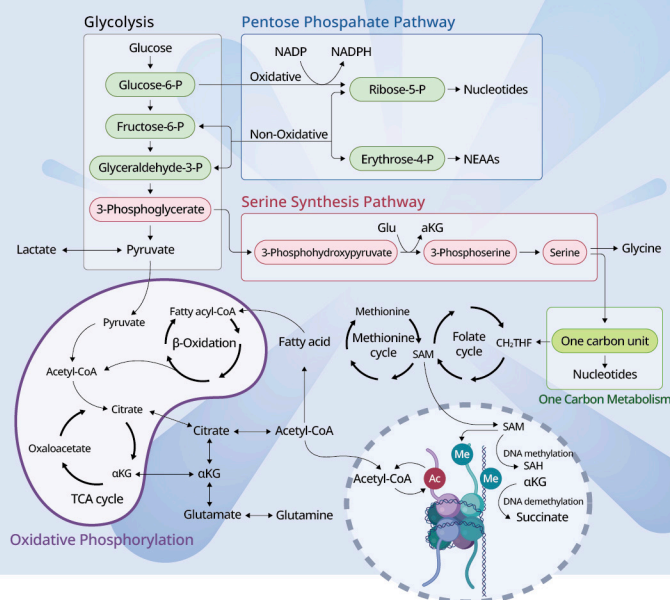 Glycolysis
Pentose Phospahate Pathway
Glucose
NADP
NADPH
Glucose-6-P
Oxidative
Ribose-5-P
Nucleotides
Fructose-6-P
Non-Oxidative
Glyceraldehyde-3-P
Erythrose-4-P
NEAAs
3-Phosphoglycerate
Serine Synthesis Pathway
Lactate
Pyruvate
Glu
aKG
3-Phosphohydroxypyruvate
3-Phosphoserine
Serine
Glycine
Pyruvate
Fatty acyl-CoA
β-Oxidation
Fatty acid
Acetyl-CoA
Methionine
Methionine
cycle
SAM
Folate
cycle
CH₂THF
One carbon unit
Nucleotides
One Carbon Metabolism
Citrate
Citrate
Acetyl-CoA
Oxaloacetate
αKG
αKG
TCA cycle
Glutamate
Glutamine
Oxidative Phosphorylation
SAM
Me
DNA methylation
SAH
Acetyl-CoA
Ac
Me
αKG
DNA demethylation
Succinate